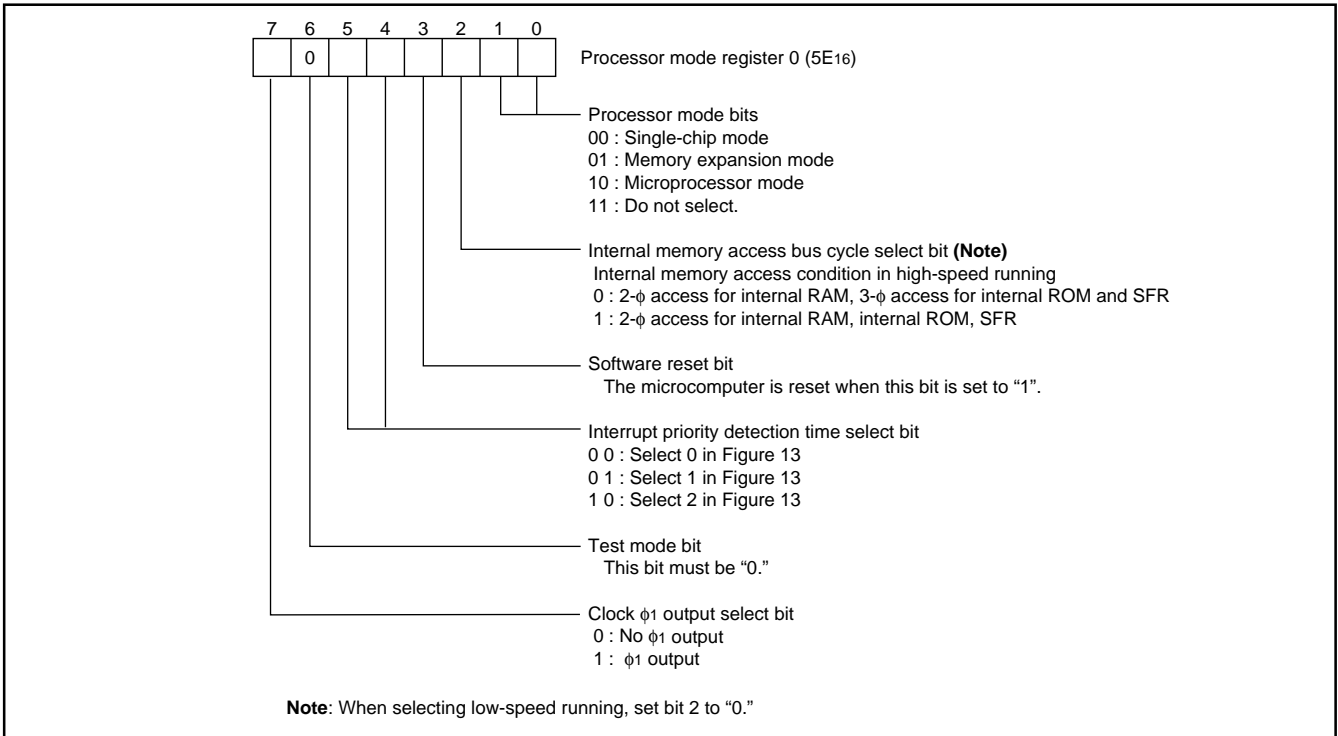 7 6 5 4 3 2 1 0
0
Processor mode register 0 (5E16)
Processor mode bits
00 : Single-chip mode
01 : Memory expansion mode
10 : Microprocessor mode
11 : Do not select.
Internal memory access bus cycle select bit (Note)
Internal memory access condition in high-speed running
0 : 2-ϕ access for internal RAM, 3-ϕ access for internal ROM and SFR
1 : 2-ϕ access for internal RAM, internal ROM, SFR
Software reset bit
The microcomputer is reset when this bit is set to “1”.
Interrupt priority detection time select bit
0 0 : Select 0 in Figure 13
0 1 : Select 1 in Figure 13
1 0 : Select 2 in Figure 13
Test mode bit
This bit must be “0.”
Clock ϕ1 output select bit
0 : No ϕ1 output
1 : ϕ1 output
Note: When selecting low-speed running, set bit 2 to “0.”